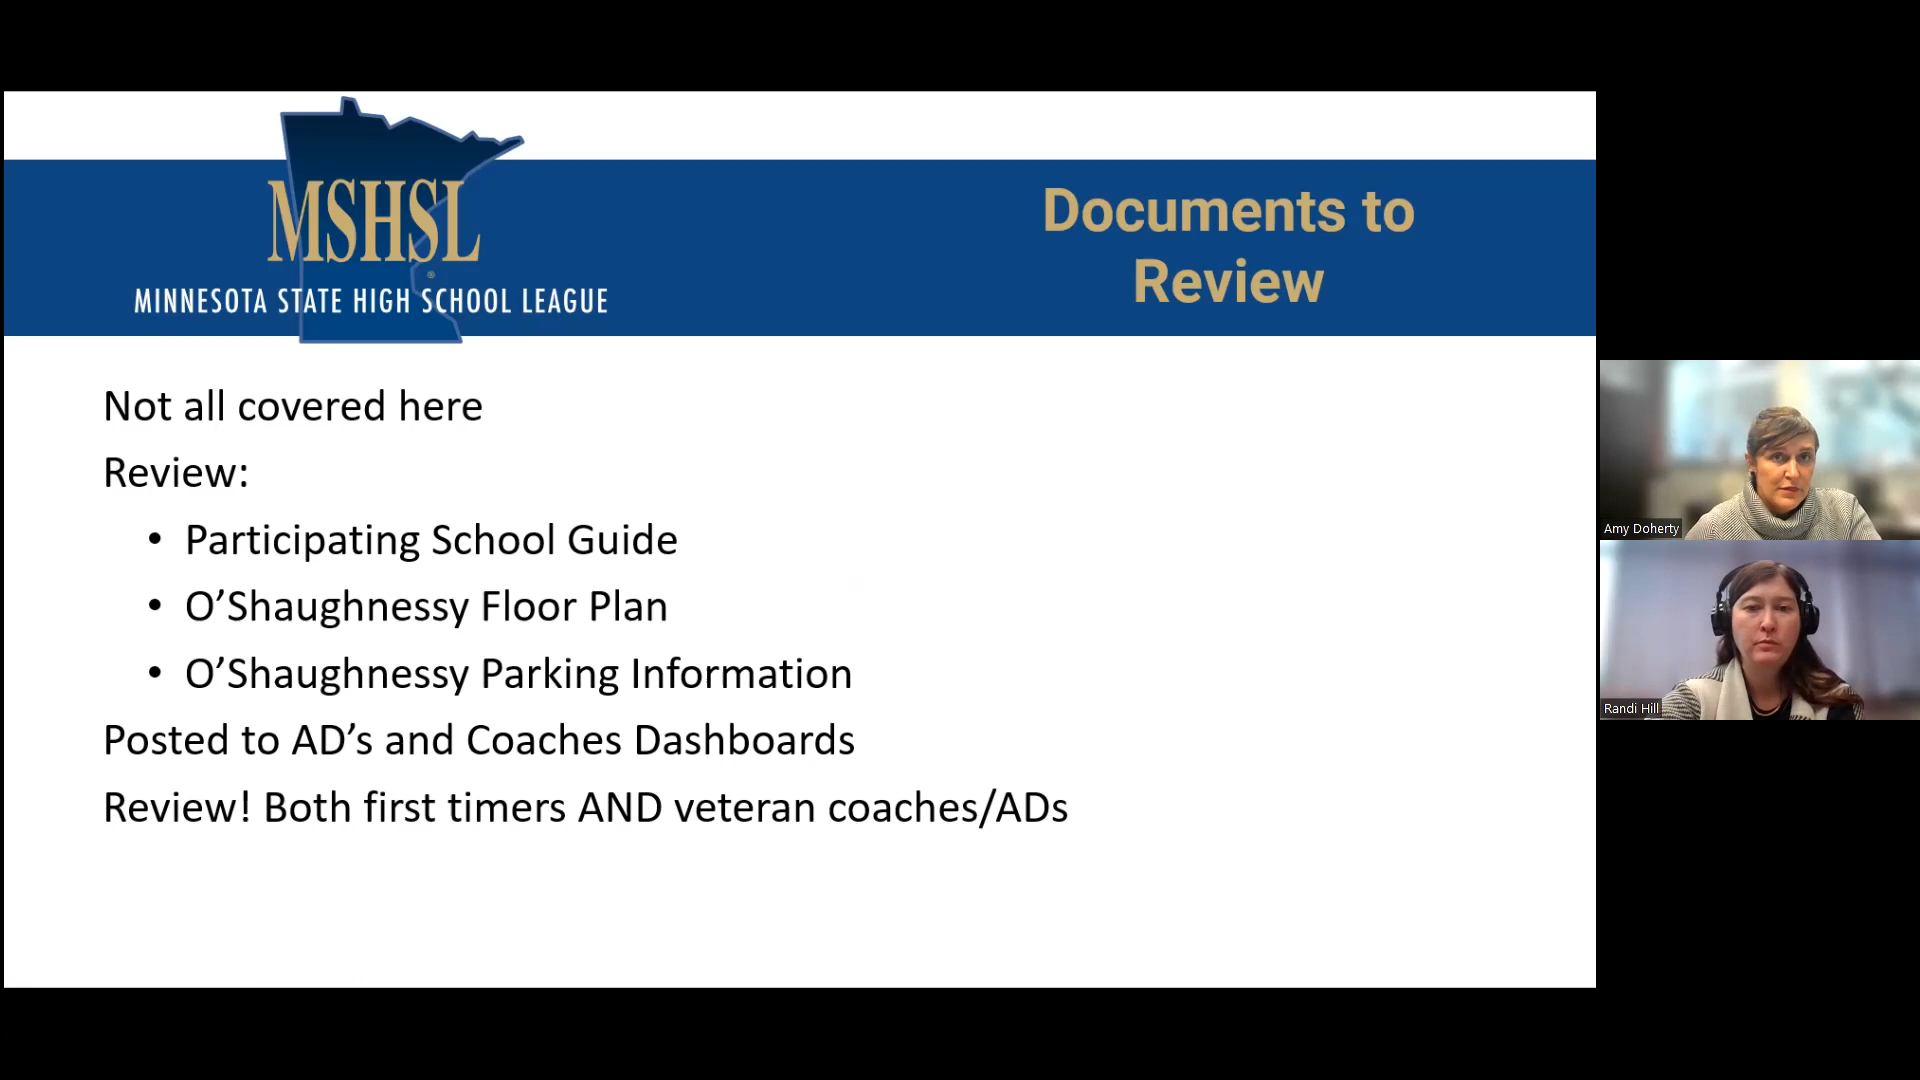 MSHSL
®
MINNESOTA STATE HIGH SCHOOL LEAGUE
Documents to
Review
Not all covered here
Review:
• Participating School Guide
• O’Shaughnessy Floor Plan
• O’Shaughnessy Parking Information
Posted to AD’s and Coaches Dashboards
Review! Both first timers AND veteran coaches/ADs
Amy Doherty
Randi Hill